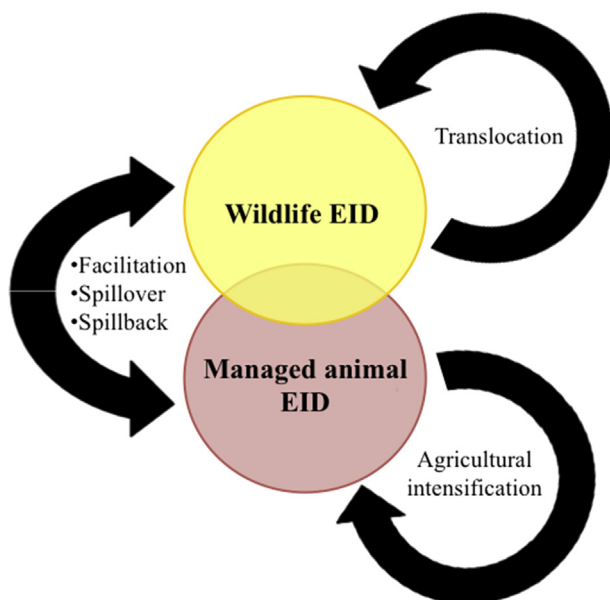 Translocation
Wildlife EID
•Facilitation
•Spillover
•Spillback
Managed animal
EID
Agricultural
intensification